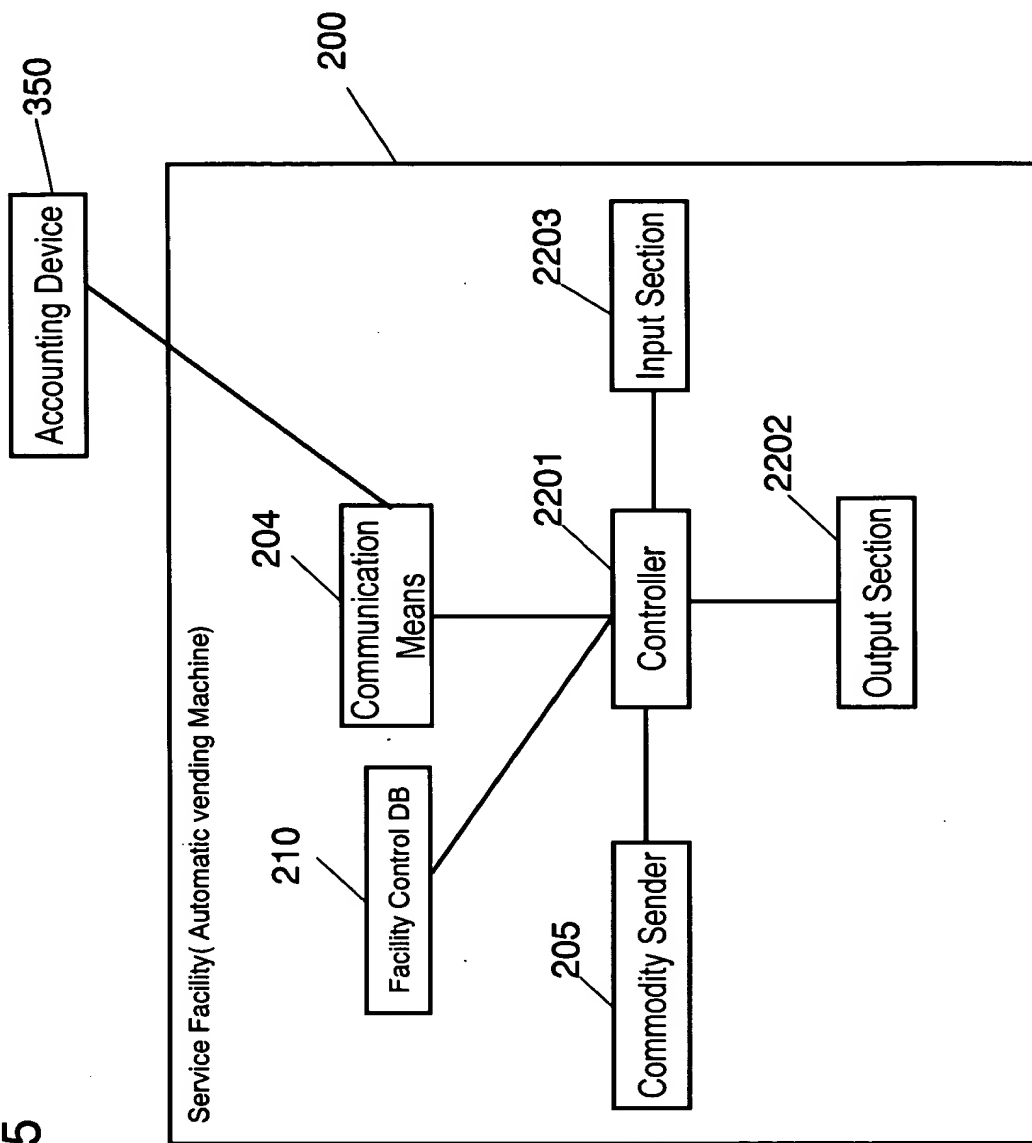 Accounting Device
350
200
Service Facility( Automatic vending Machine)
204
Communication
Means
210
Facility Control DB
2203
Input Section
2201
Controller
2202
Output Section
205
Commodity Sender
5